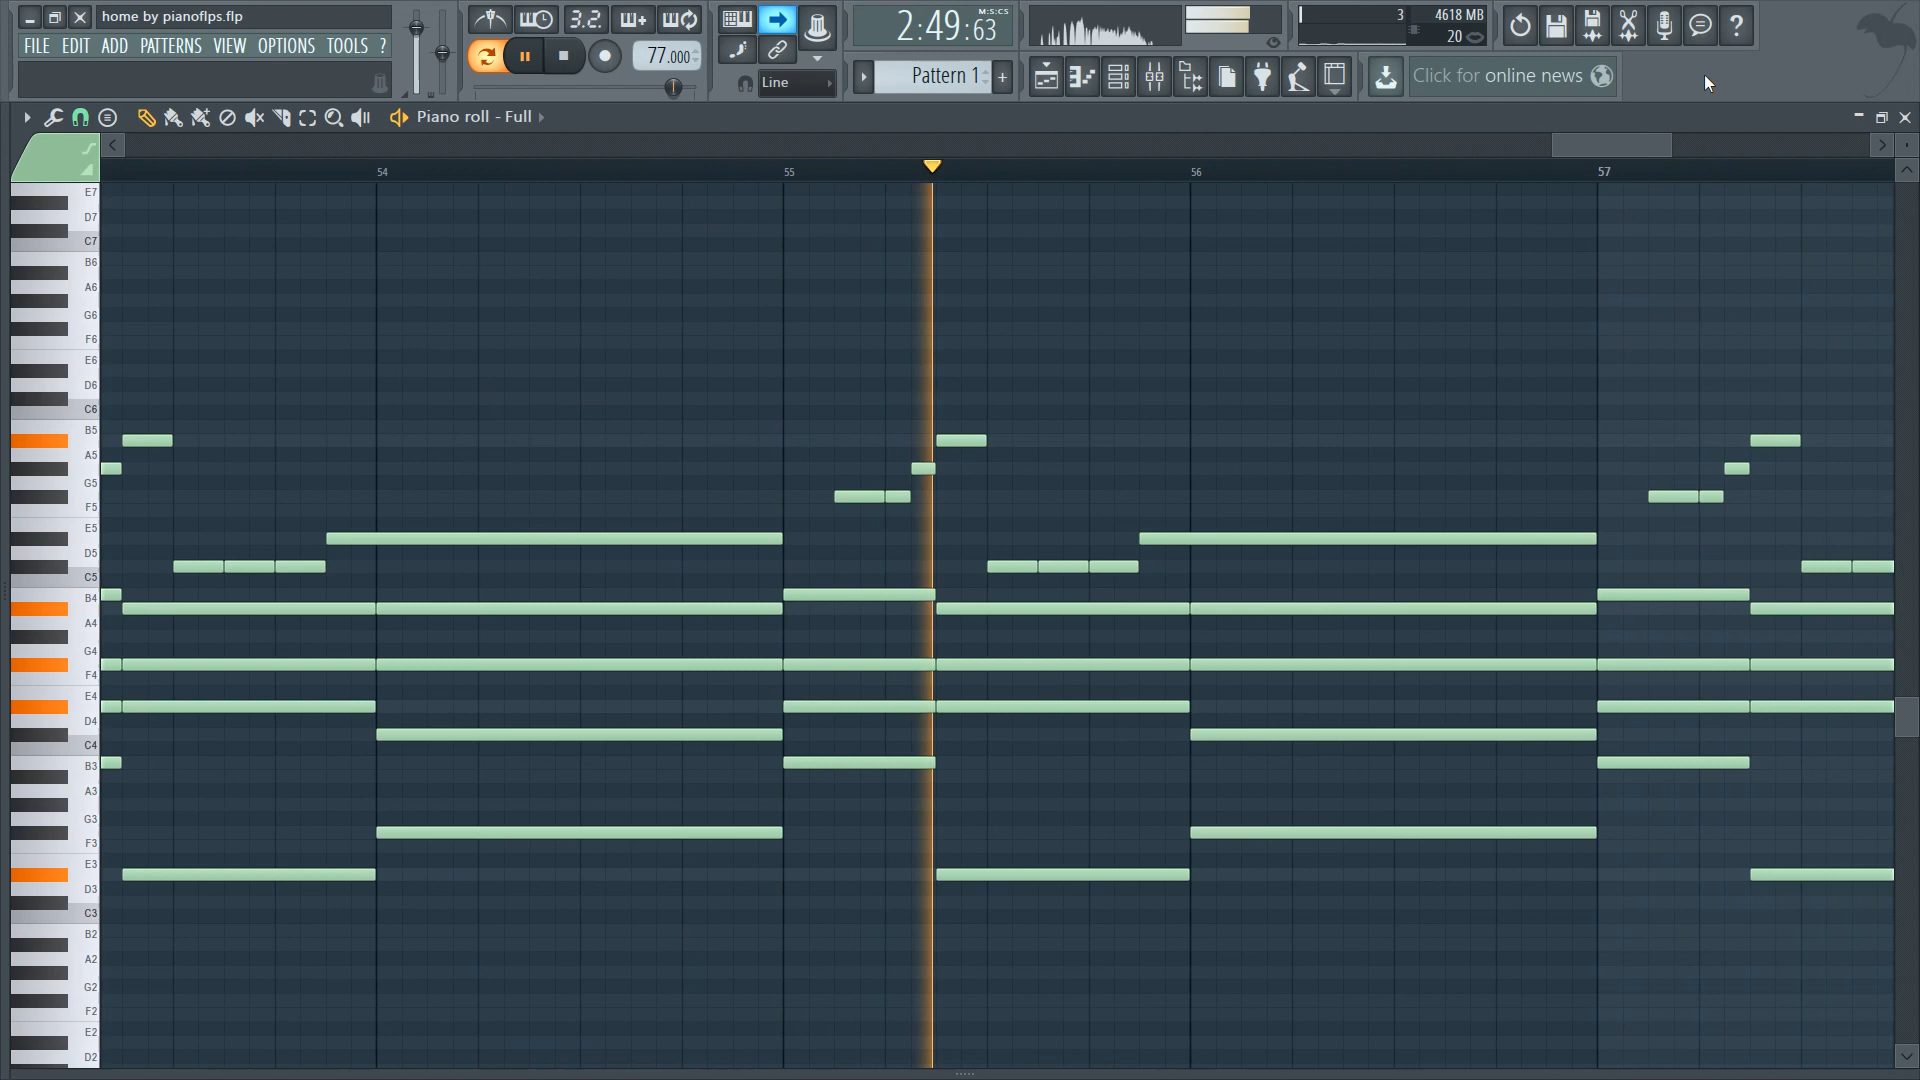 home by pianoflps.flp
FILE EDIT ADD PATTERNS VIEW OPTIONS TOOLS ?
3.2.
77.000
Line
2:49:63
M:S:CS
Pattern 1
3
4618 MB
20
Click for online news
Piano roll - Full
54
55
56
57
E7
D7
C7
B6
A6
G6
F6
E6
D6
C6
B5
A5
G5
F5
E5
D5
C5
B4
A4
G4
F4
E4
D4
C4
B3
A3
G3
F3
E3
D3
C3
B2
A2
G2
F2
E2
D2